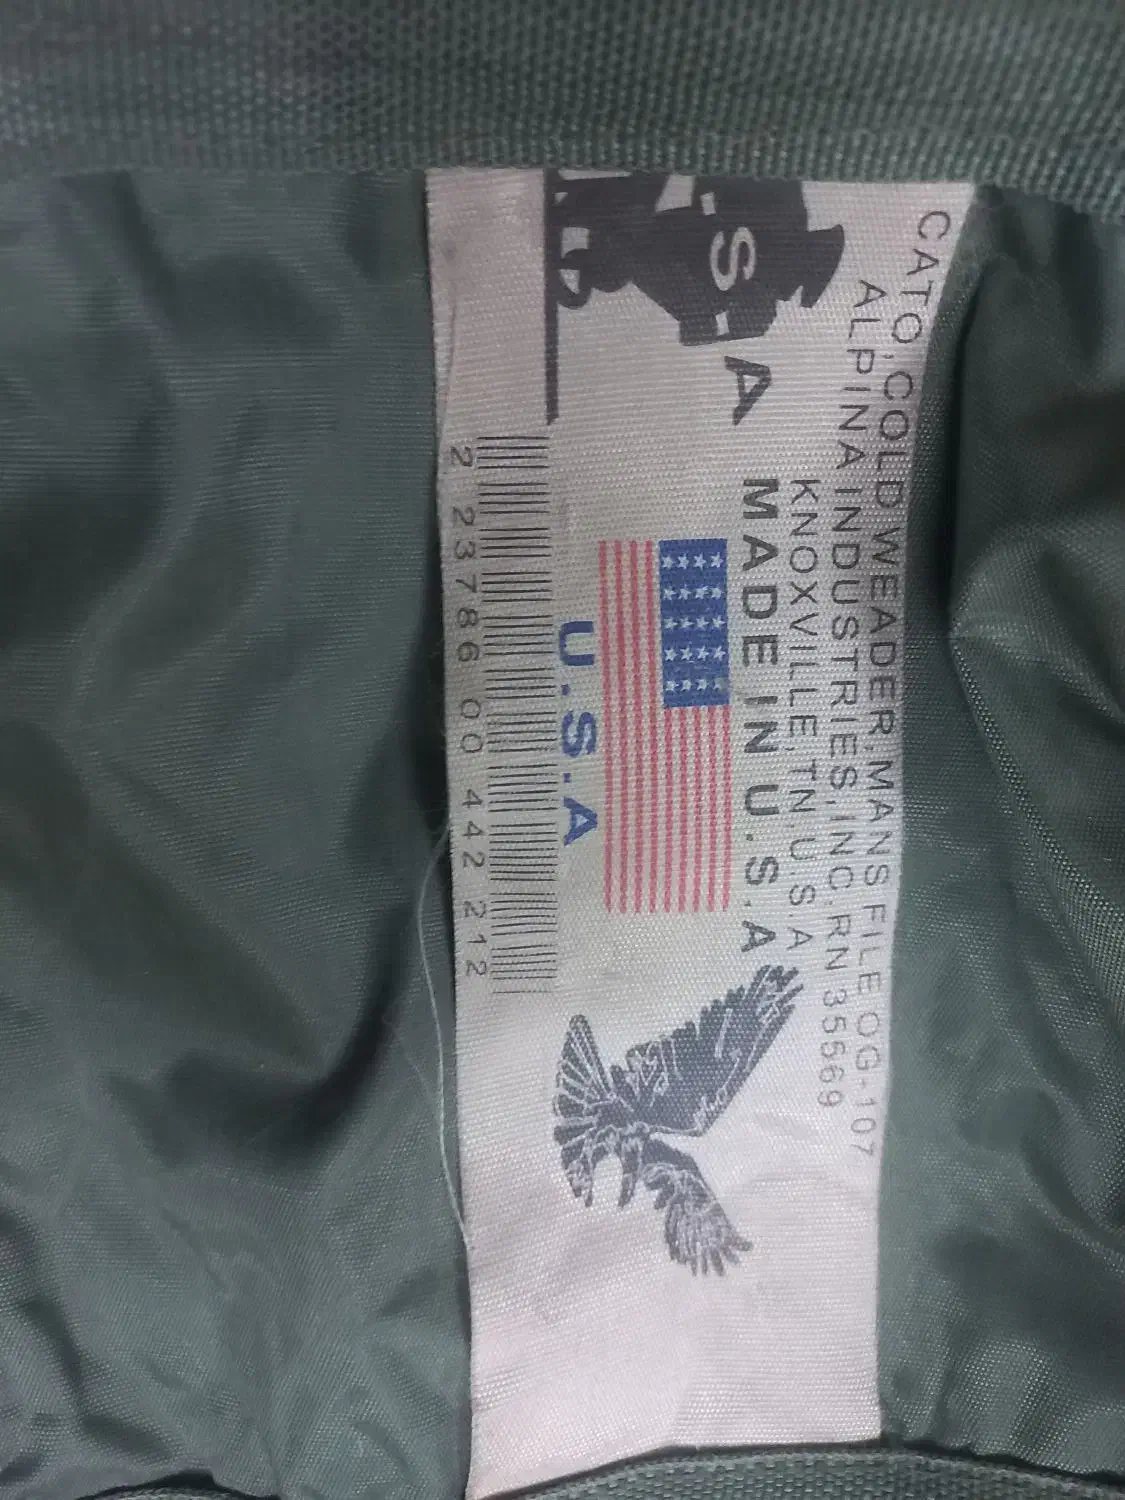 CATO,COLD WEADER,MANS FILE OG-107
ALPINA INDUSTRIES,INC.RN 35569
KNOXVILLE,TN,U.S.A
MADE IN U.S.A
SA
U.S.A
2 23786 00 442 212